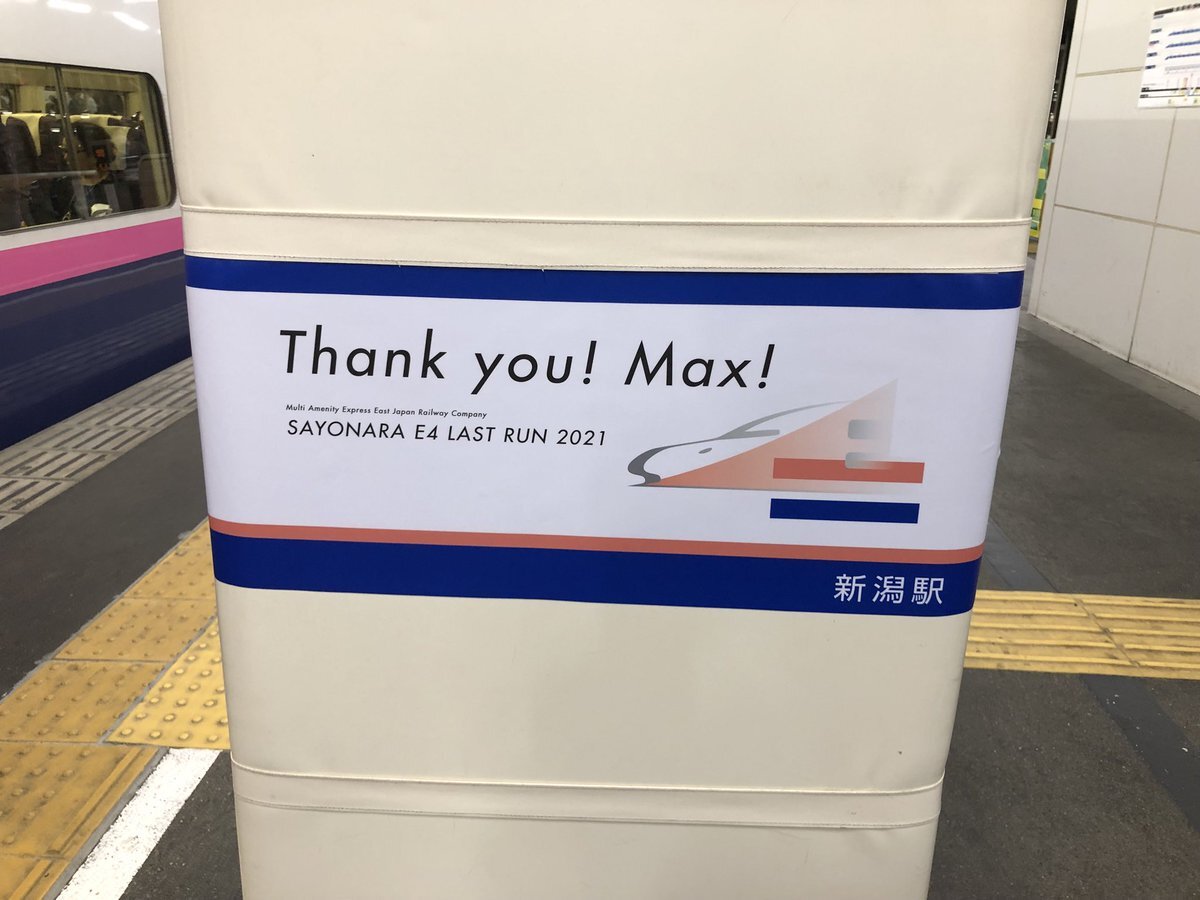 Thank you! Max!
Multi Amenity Express East Japan Railway Company
SAYONARA E4 LAST RUN 2021
新潟駅